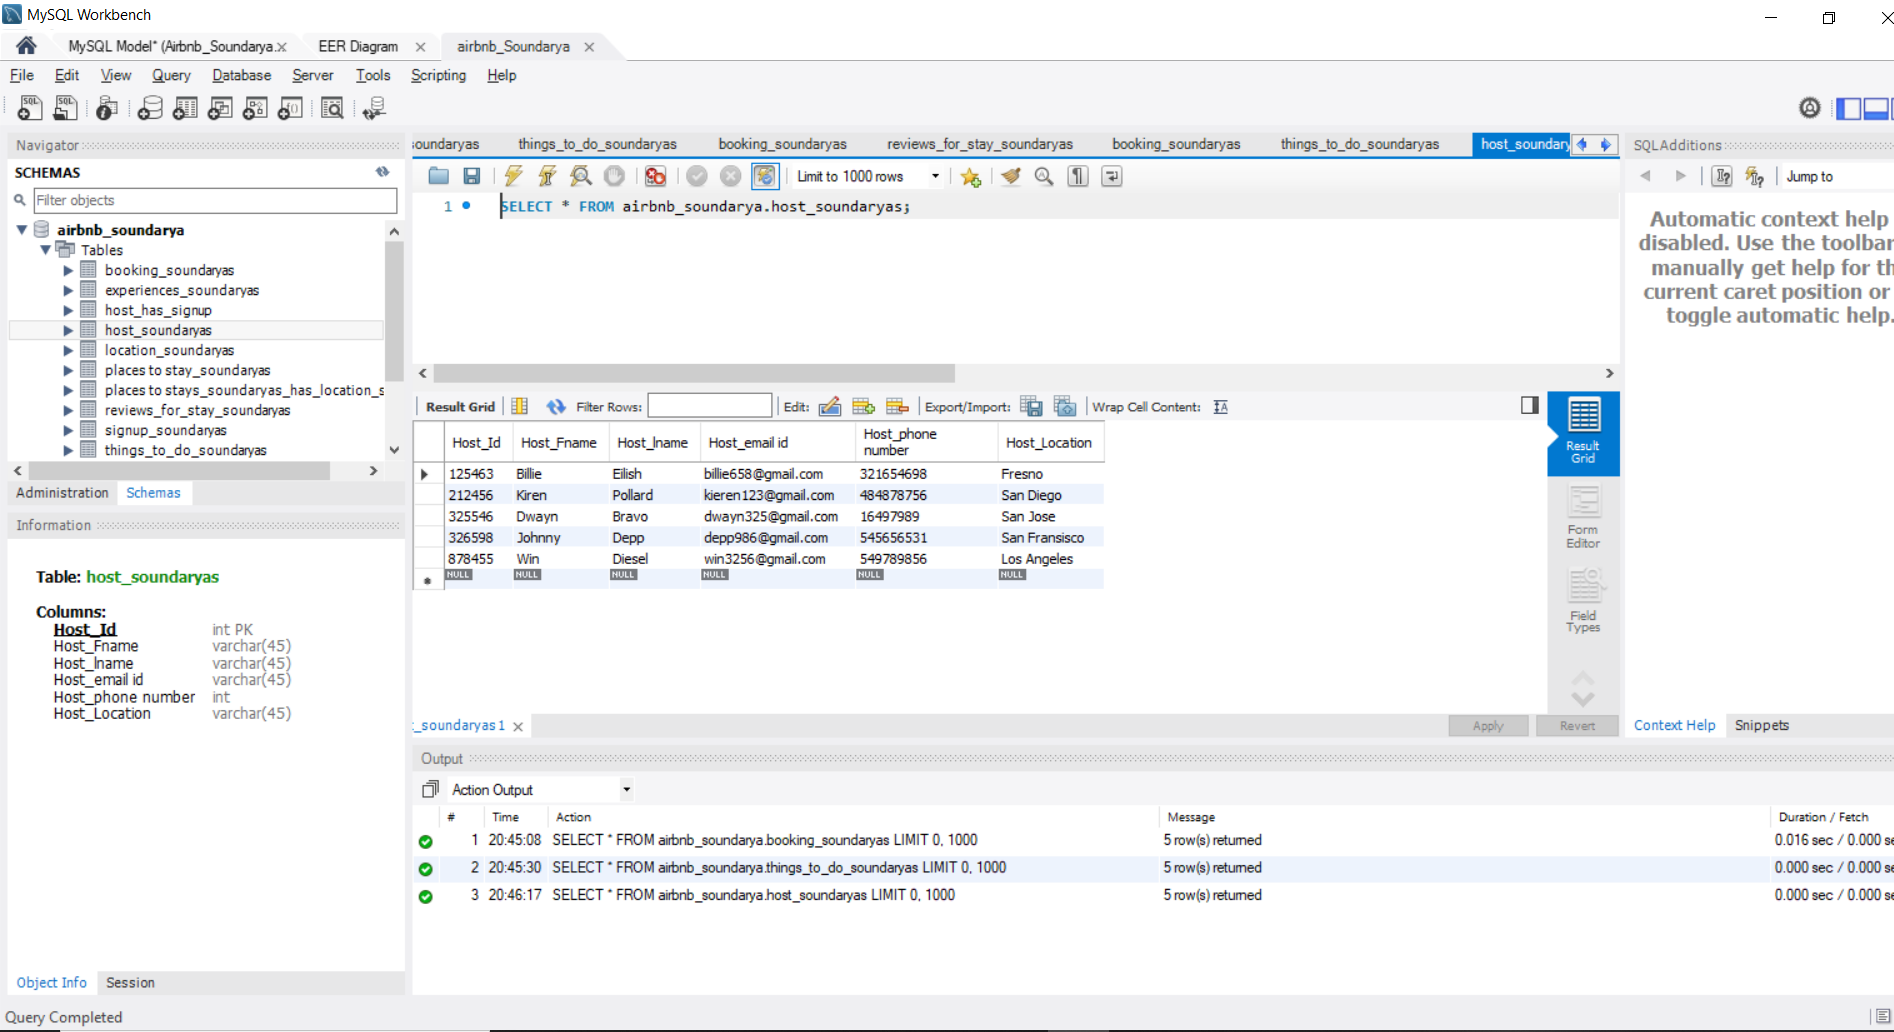 MySQL Workbench
MySQL Model* (Airbnb_Soundarya.× EER Diagram × airbnb_Soundarya ×
File Edit View Query Database Server Tools Scripting Help
Navigator
SCHEMAS
Filter objects
airbnb_soundarya
Tables
booking_soundaryas
experiences_soundaryas
host_has_signup
host_soundaryas
location_soundaryas
places to stay_soundaryas
places to stays_soundaryas_has_location_s
reviews_for_stay_soundaryas
signup_soundaryas
things_to_do_soundaryas
Administration Schemas
Information
Table: host_soundaryas
Columns:
Host_Id int PK
Host_Fname varchar(45)
Host_lname varchar(45)
Host_email id varchar(45)
Host_phone number int
Host_Location varchar(45)
Object Info Session
oundaryas things_to_do_soundaryas booking_soundaryas reviews_for_stay_soundaryas booking_soundaryas things_to_do_soundaryas host_soundary
Limit to 1000 rows
1 SELECT * FROM airbnb_soundarya.host_soundaryas;
Result Grid Filter Rows: Edit: Export/Import: Wrap Cell Content:
Host_Id Host_Fname Host_lname Host_email id Host_phone number Host_Location
125463 Billie Eilish billie658@gmail.com 321654698 Fresno
212456 Kiren Pollard kieren123@gmail.com 484878756 San Diego
325546 Dwayn Bravo dwayn325@gmail.com 16497989 San Jose
326598 Johnny Depp depp986@gmail.com 545656531 San Fransisco
878455 Win Diesel win3256@gmail.com 549789856 Los Angeles
NULL NULL NULL NULL NULL NULL
Result
Grid
Form
Editor
Field
Types
_soundaryas 1 ×
Apply Revert
SQLAdditions
Jump to
Automatic context help
disabled. Use the toolbar
manually get help for th
current caret position or
toggle automatic help.
Context Help Snippets
Output
Action Output
# Time Action Message Duration / Fetch
1 20:45:08 SELECT * FROM airbnb_soundarya.booking_soundaryas LIMIT 0, 1000 5 row(s) returned 0.016 sec / 0.000 se
2 20:45:30 SELECT * FROM airbnb_soundarya.things_to_do_soundaryas LIMIT 0, 1000 5 row(s) returned 0.000 sec / 0.000 se
3 20:46:17 SELECT * FROM airbnb_soundarya.host_soundaryas LIMIT 0, 1000 5 row(s) returned 0.000 sec / 0.000 se
Query Completed